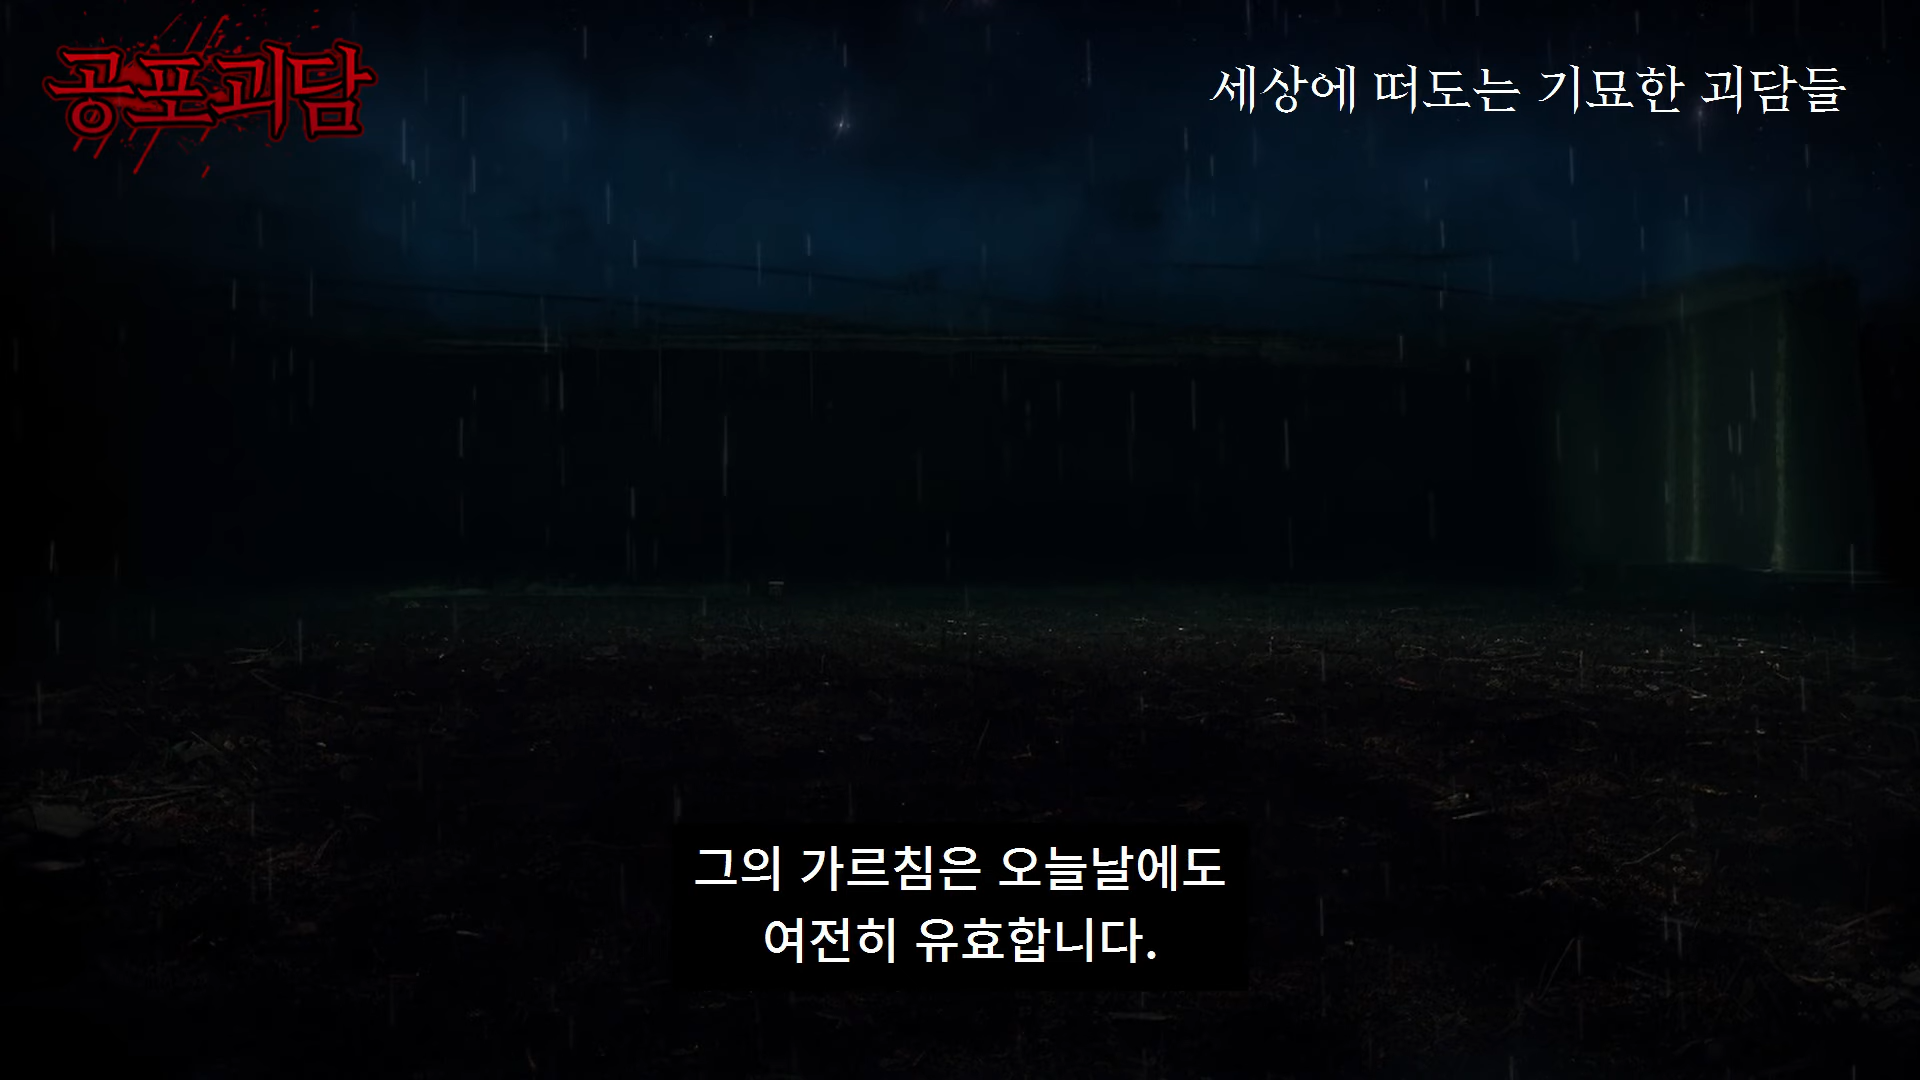 공포괴담
세상에 떠도는 기묘한 괴담들
그의 가르침은 오늘날에도
여전히 유효합니다.